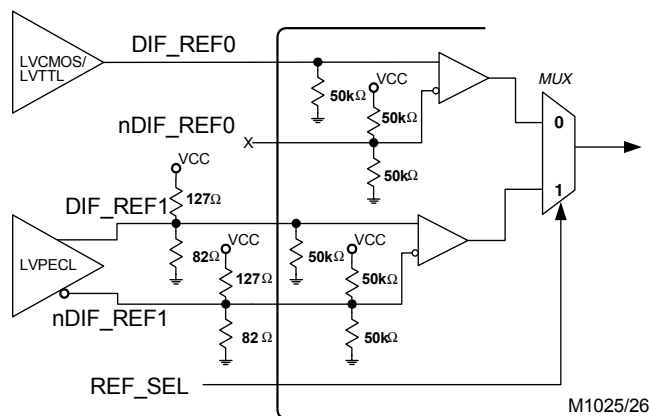 LVCMOS/
LVTTL
DIF_REF0
50kΩ
VCC
50kΩ
MUX
0
nDIF_REF0
X
50kΩ
VCC
127Ω
1
DIF_REF1
82Ω
VCC
50kΩ
VCC
LVPECL
127Ω
50kΩ
nDIF_REF1
82Ω
50kΩ
REF_SEL
M1025/26